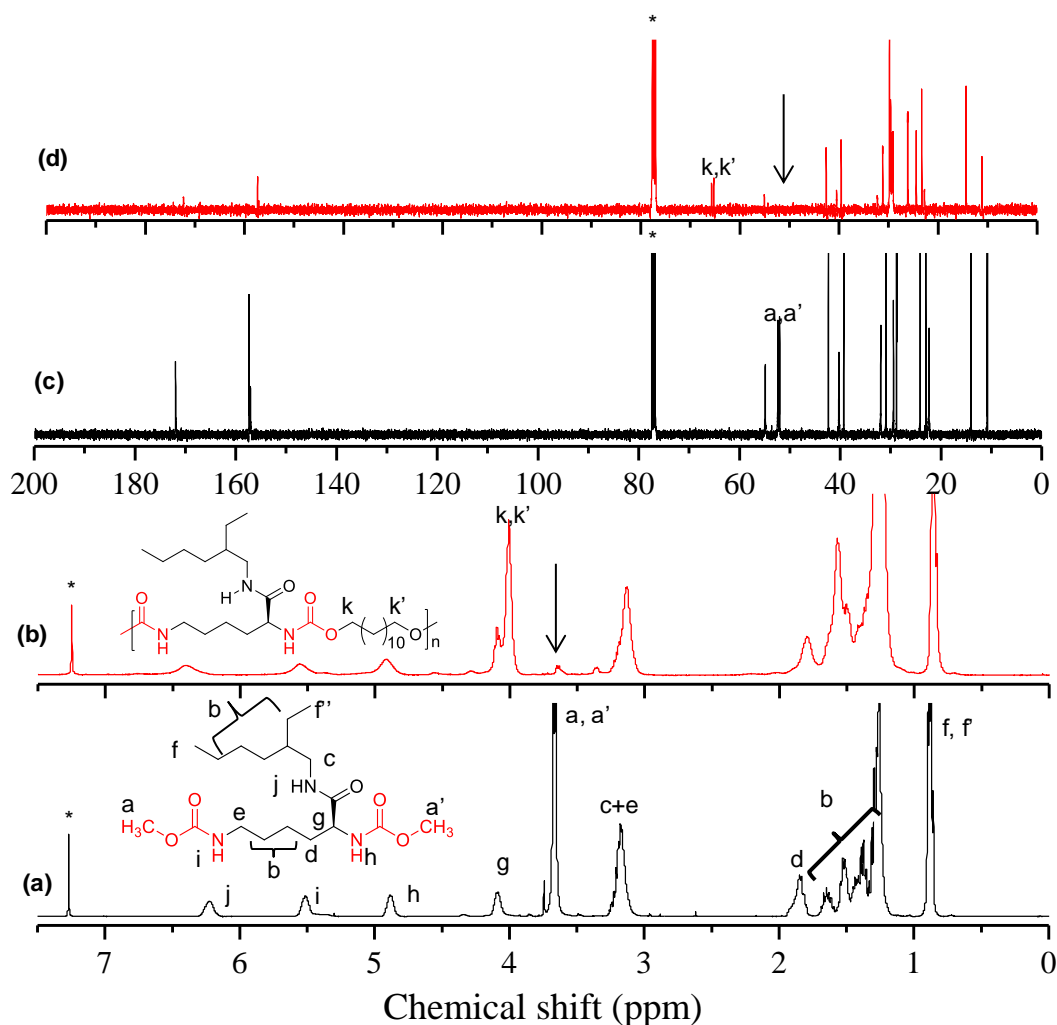 *
(d)
k,k’
*
(c)
a,a’
200 180 160 140 120 100 80 60 40 20 0
k,k’
*
N
H
O
O
N
H
N
H
O
O
k
k’
10
O
n
(b)
b
f''
f
c
HN
j
O
a
O
H3C
O
e
g
O
a’
CH3
O
N
H
i
b
d
N
Hh
*
a, a’
f, f’
c+e
b
g
d
j
i
h
(a)
7 6 5 4 3 2 1 0
Chemical shift (ppm)